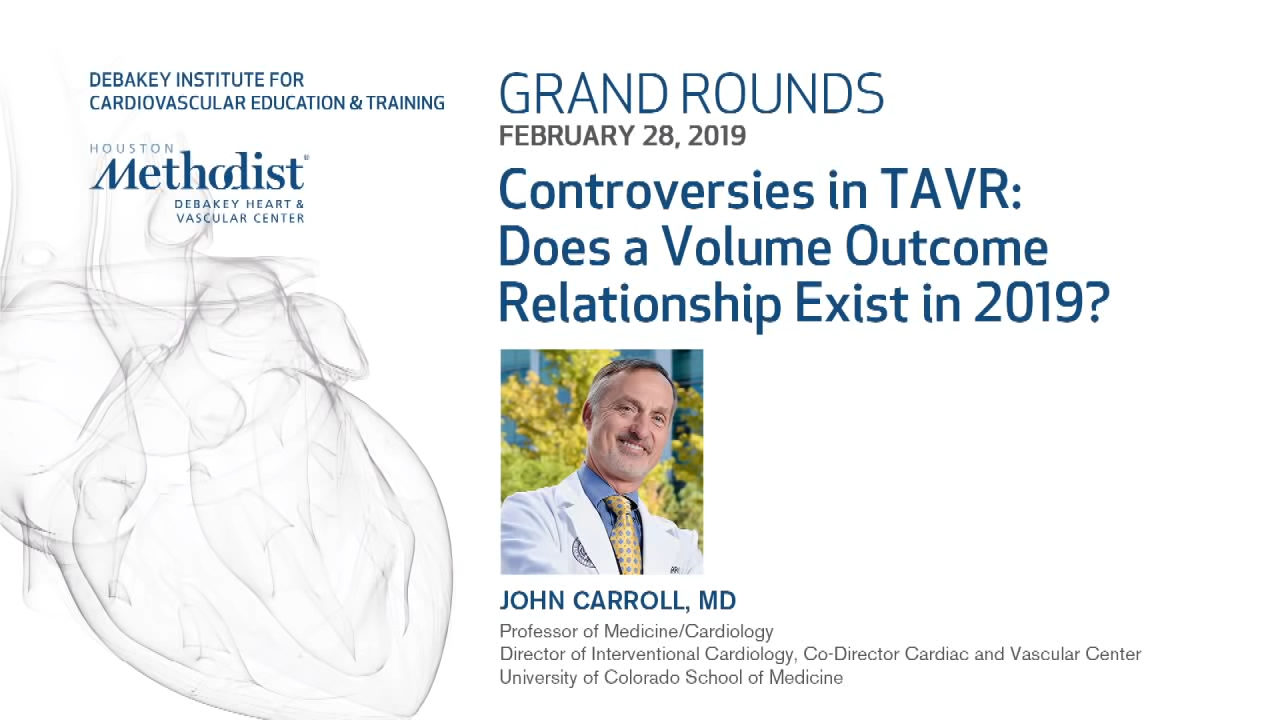 DEBAKEY INSTITUTE FOR
CARDIOVASCULAR EDUCATION & TRAINING
HOUSTON
Methodist®
DEBAKEY HEART &
VASCULAR CENTER
GRAND ROUNDS
FEBRUARY 28, 2019
Controversies in TAVR:
Does a Volume Outcome
Relationship Exist in 2019?
JOHN CARROLL, MD
Professor of Medicine/Cardiology
Director of Interventional Cardiology, Co-Director Cardiac and Vascular Center
University of Colorado School of Medicine